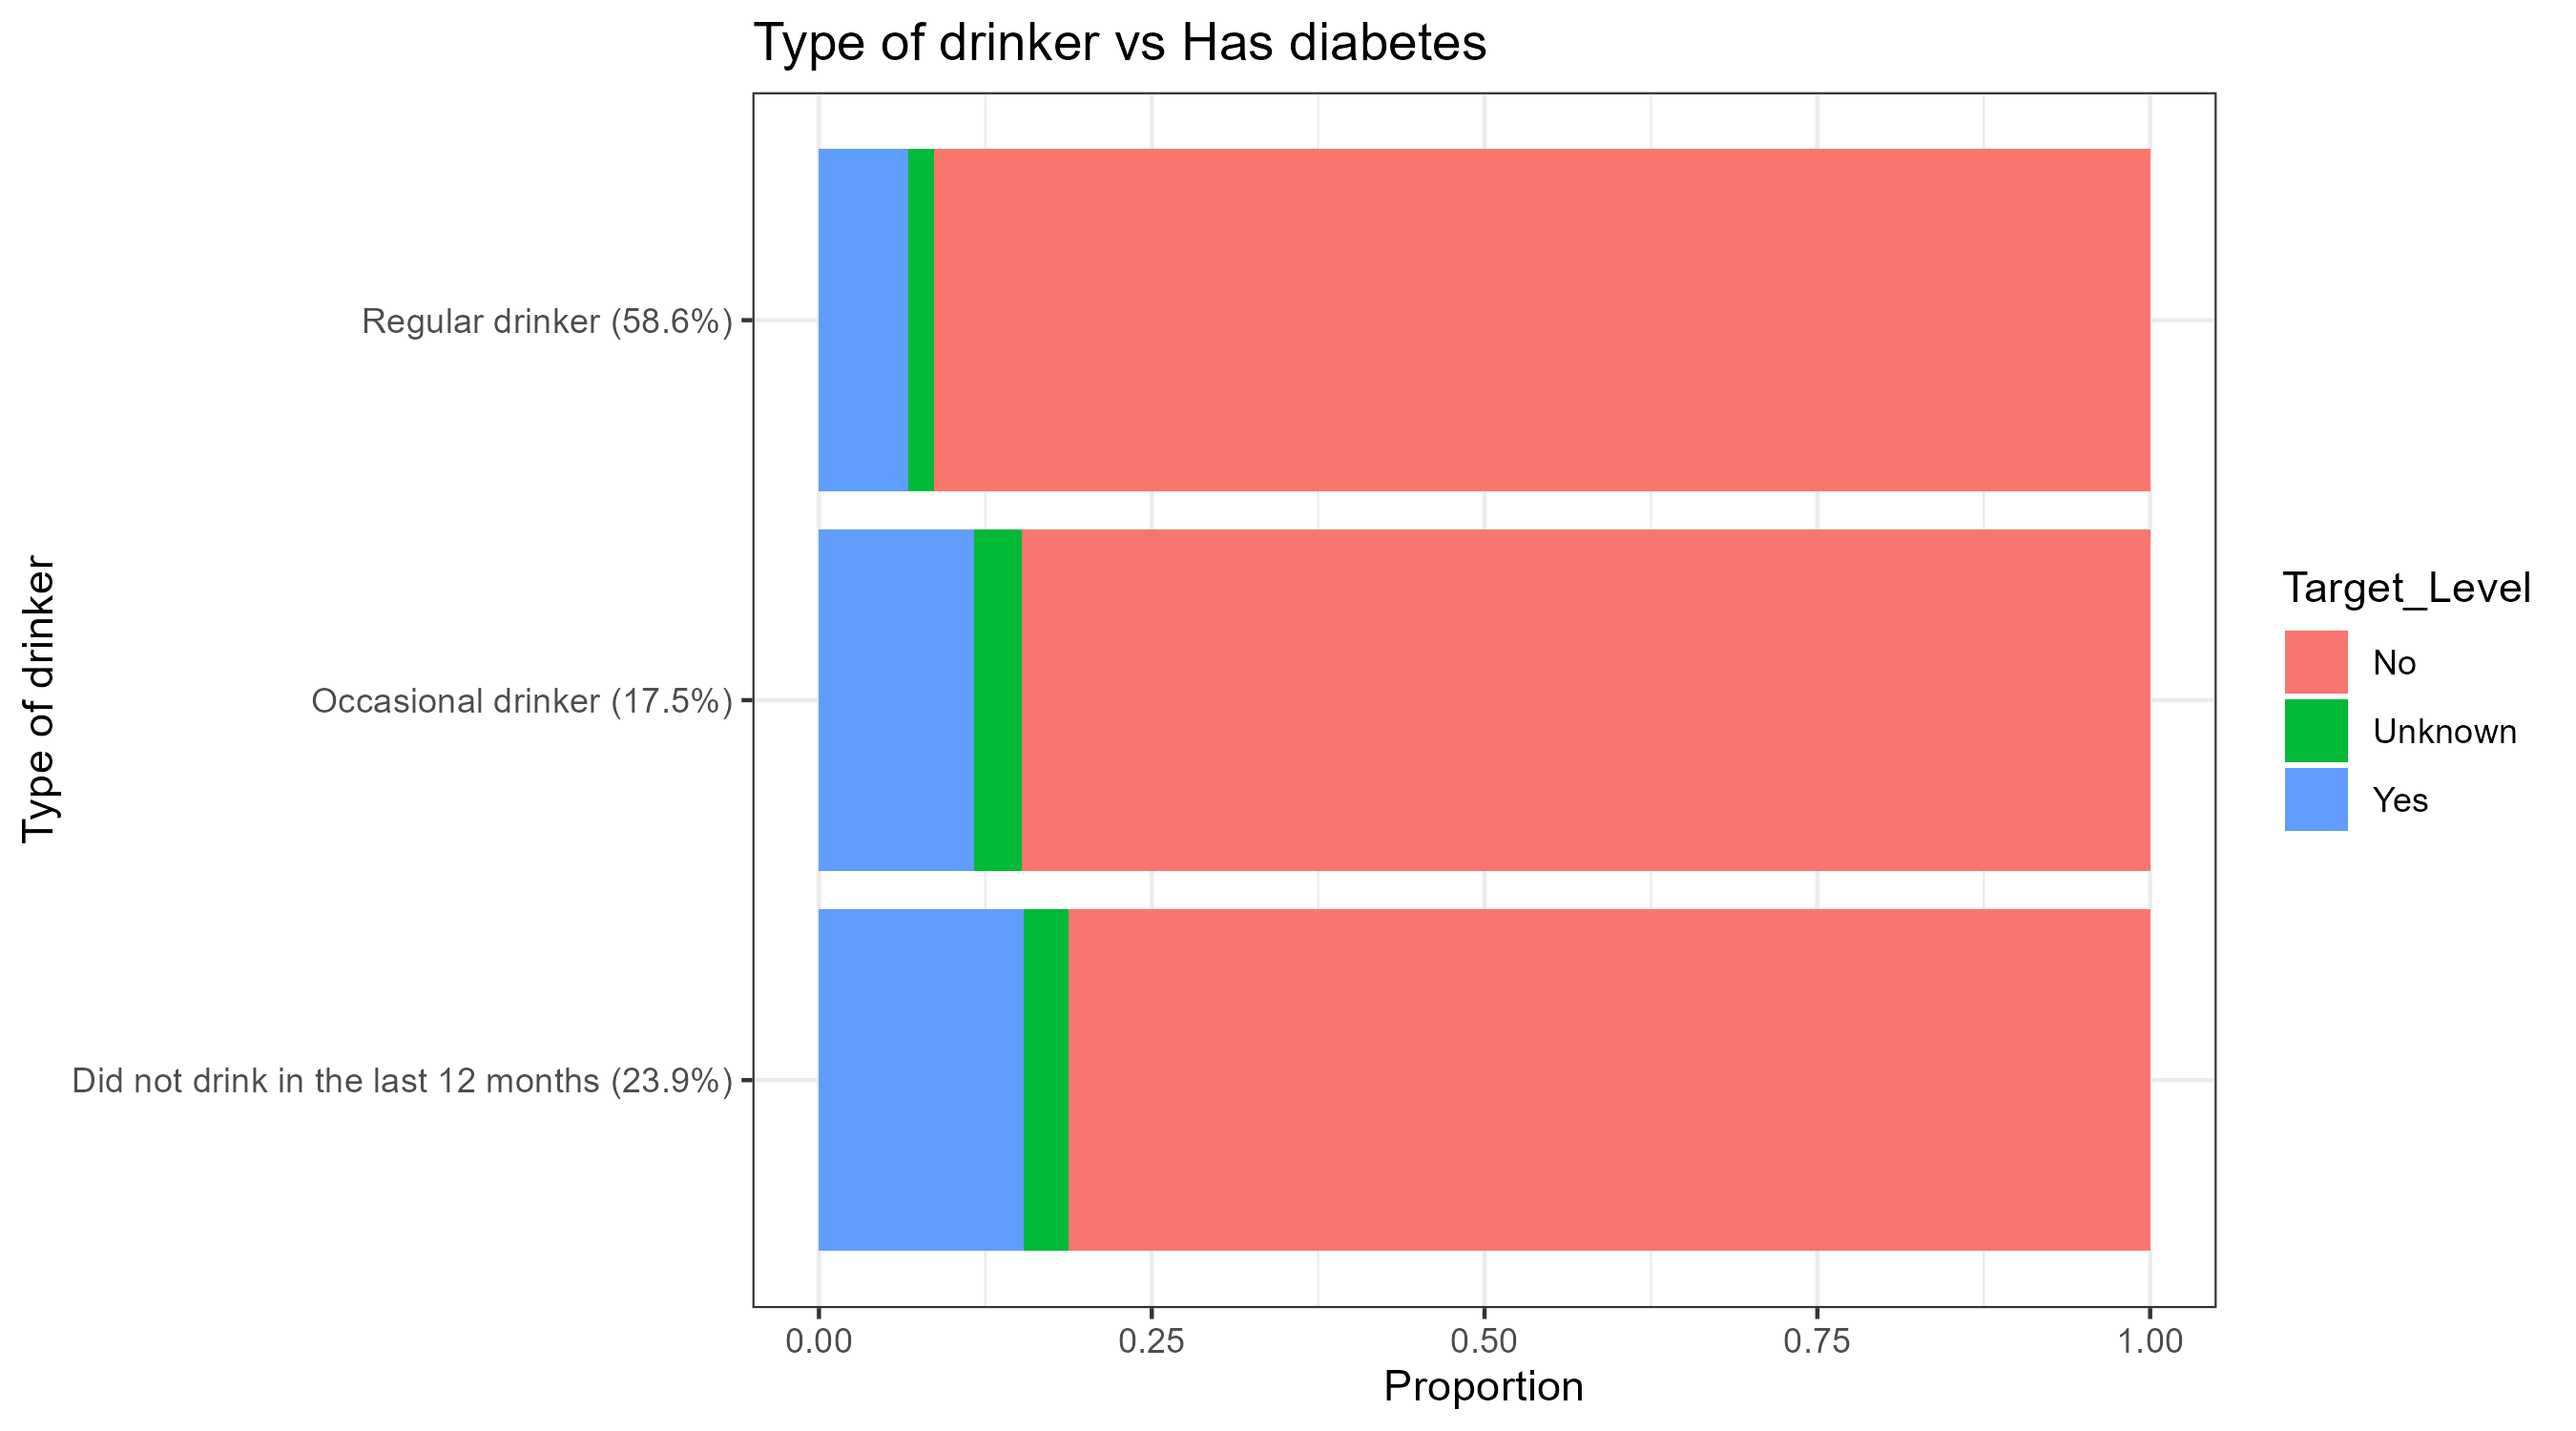 Type of drinker vs Has diabetes
Type of drinker
Regular drinker (58.6%)
Occasional drinker (17.5%)
Did not drink in the last 12 months (23.9%)
0.00 0.25 0.50 0.75 1.00
Proportion
Target_Level
No
Unknown
Yes